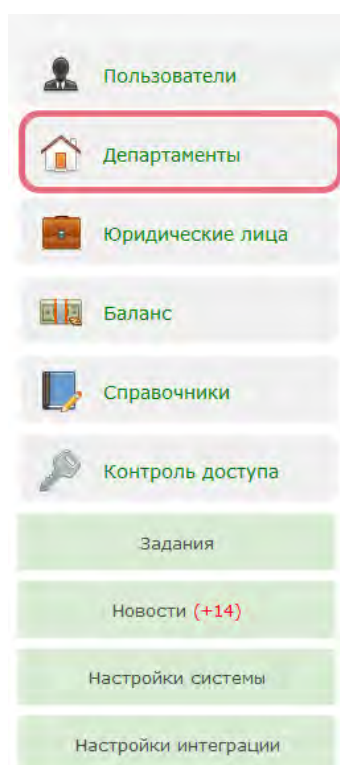 Пользователи
Департаменты
Юридические лица
Баланс
Справочники
Контроль доступа
Задания
Новости (+14)
Настройки системы
Настройки интеграции